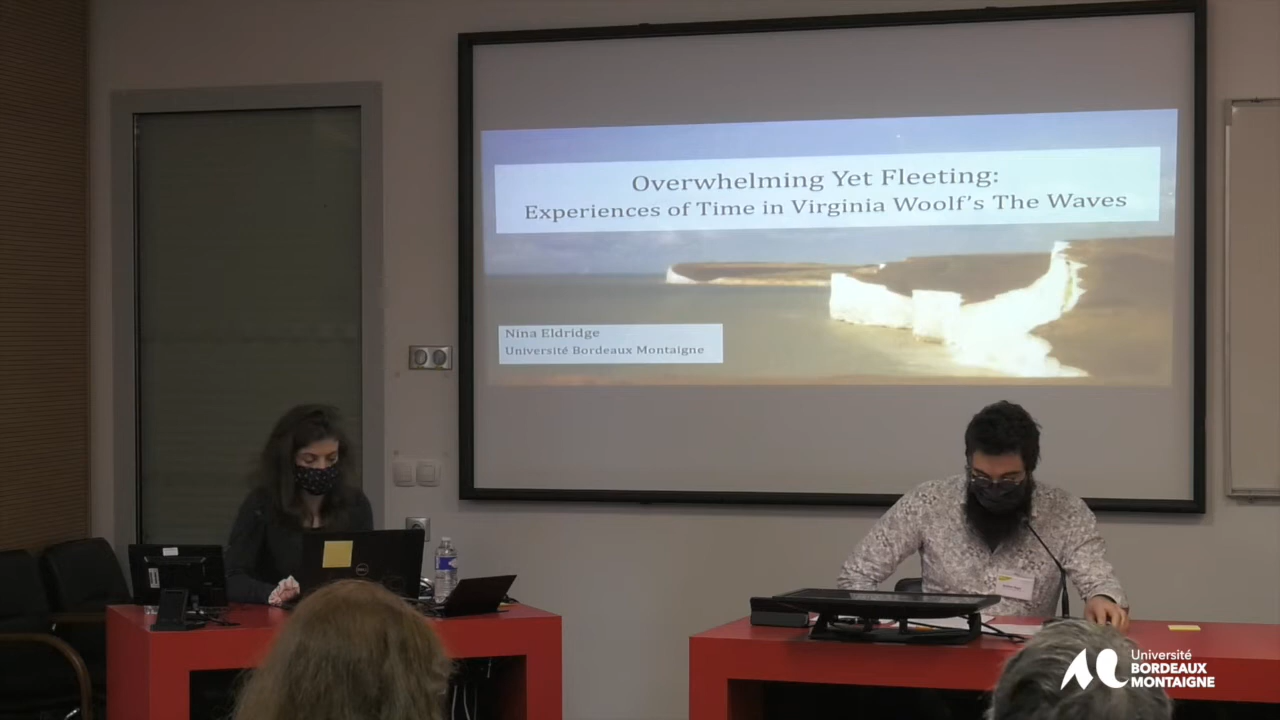 Overwhelming Yet Fleeting:
Experiences of Time in Virginia Woolf's The Waves
Nina Eldridge
Université Bordeaux Montaigne
DELL
Université
BORDEAUX
MONTAIGNE